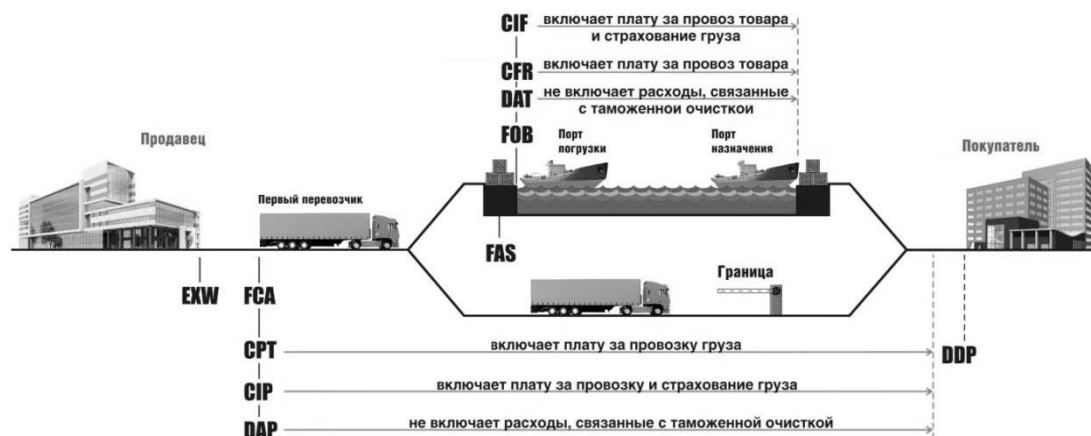 CIF
включает плату за провоз товара
и страхование груза
CFR
включает плату за провоз товара
DAT
не включает расходы, связанные
с таможенной очисткой
FOB
Порт
погрузки
Порт
назначения
Продавец
Покупатель
Первый перевозчик
FAS
EXW
FCA
Граница
CPT
включает плату за провозку груза
DDP
CIP
включает плату за провозку и страхование груза
DAP
не включает расходы, связанные с таможенной очисткой